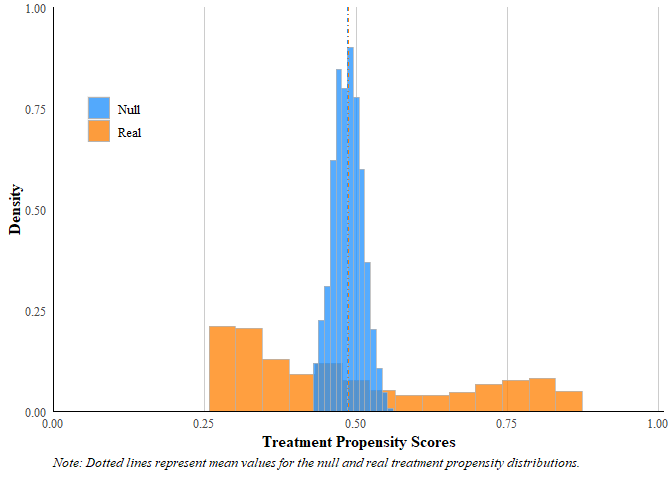 1.00
0.75
0.50
0.25
0.00
Density
Null
Real
0.00 0.25 0.50 0.75 1.00
Treatment Propensity Scores
Note: Dotted lines represent mean values for the null and real treatment propensity distributions.